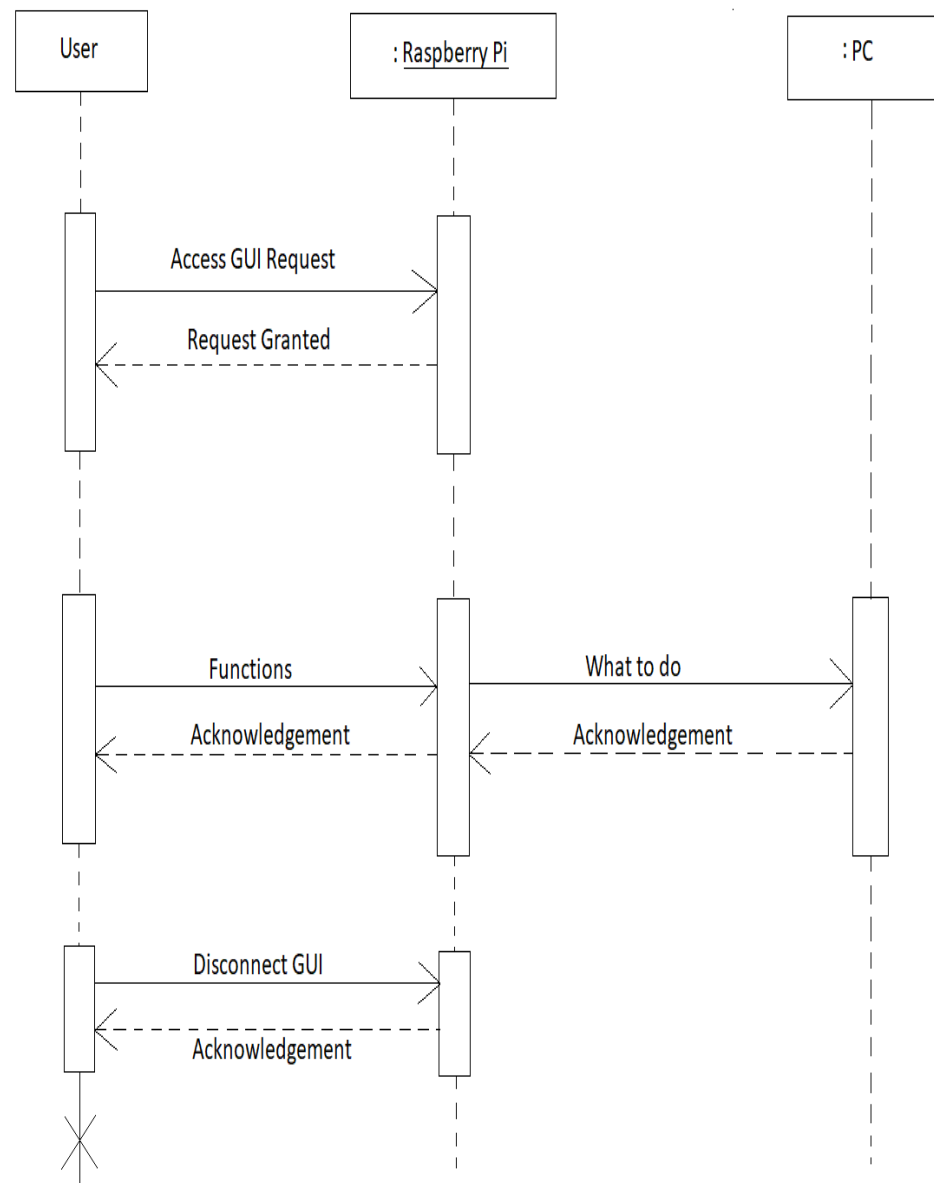 User
: Raspberry Pi
: PC
Access GUI Request
Request Granted
Functions
What to do
Acknowledgement
Acknowledgement
Disconnect GUI
Acknowledgement